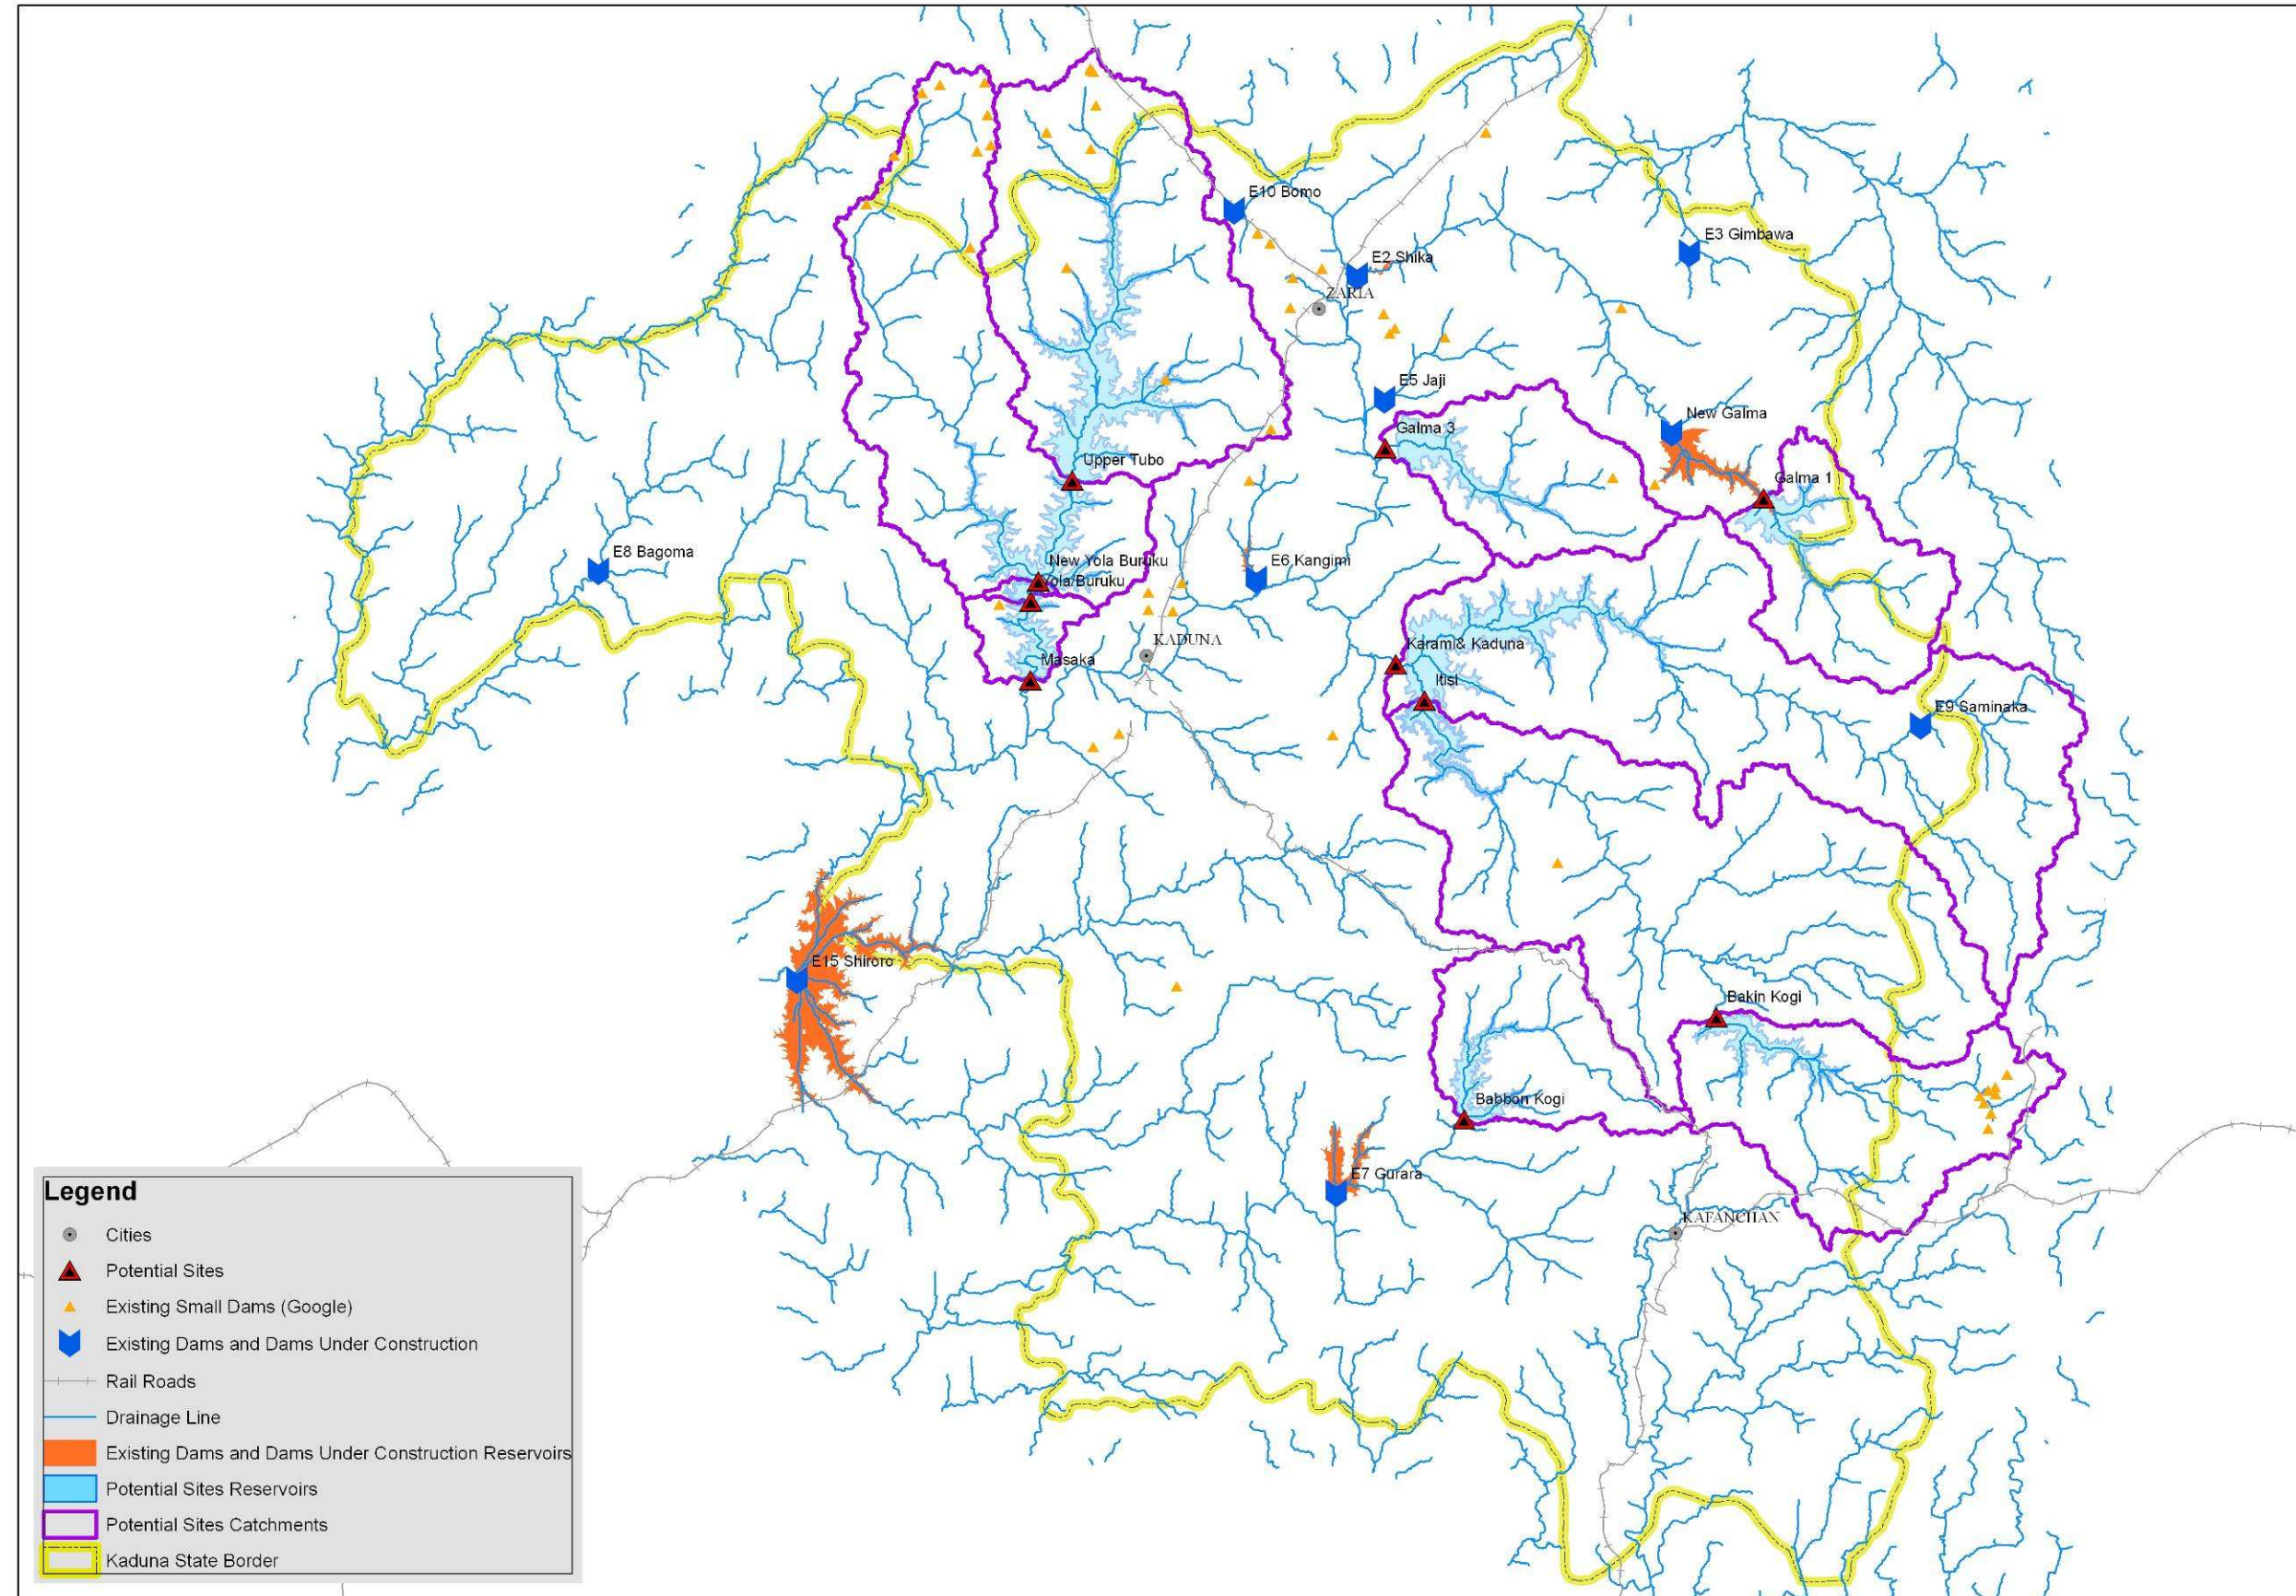 E10 Bomo
E3 Gimbawa
E2 Shika
ZARIA
E5 Jaji
New Galma
Galma 3
Upper Tubo
Galma 1
E8 Bagoma
New Yola Buruku
E6 Kangimi
Yola/Buruku
KADUNA
Karami& Kaduna
Masaka
Itisi
E9 Saminaka
E15 Shiroro
Bakin Kogi
Babbon Kogi
E7 Gurara
KAFANCHAN
Legend
Cities
Potential Sites
Existing Small Dams (Google)
Existing Dams and Dams Under Construction
Rail Roads
Drainage Line
Existing Dams and Dams Under Construction Reservoirs
Potential Sites Reservoirs
Potential Sites Catchments
Kaduna State Border